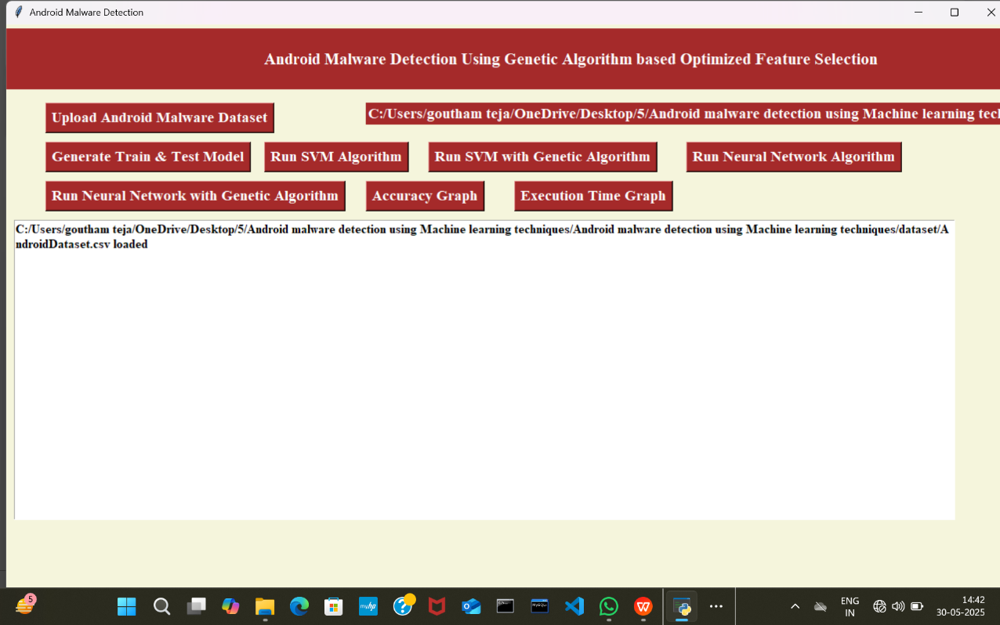 Android Malware Detection
Android Malware Detection Using Genetic Algorithm based Optimized Feature Selection
Upload Android Malware Dataset
C:/Users/goutham teja/OneDrive/Desktop/5/Android malware detection using Machine learning tech
Generate Train & Test Model
Run SVM Algorithm
Run SVM with Genetic Algorithm
Run Neural Network Algorithm
Run Neural Network with Genetic Algorithm
Accuracy Graph
Execution Time Graph
C:/Users/goutham teja/OneDrive/Desktop/5/Android malware detection using Machine learning techniques/Android malware detection using Machine learning techniques/dataset/A
ndroidDataset.csv loaded
5
myhp
MySQL
ENG
IN
14:42
30-05-2025